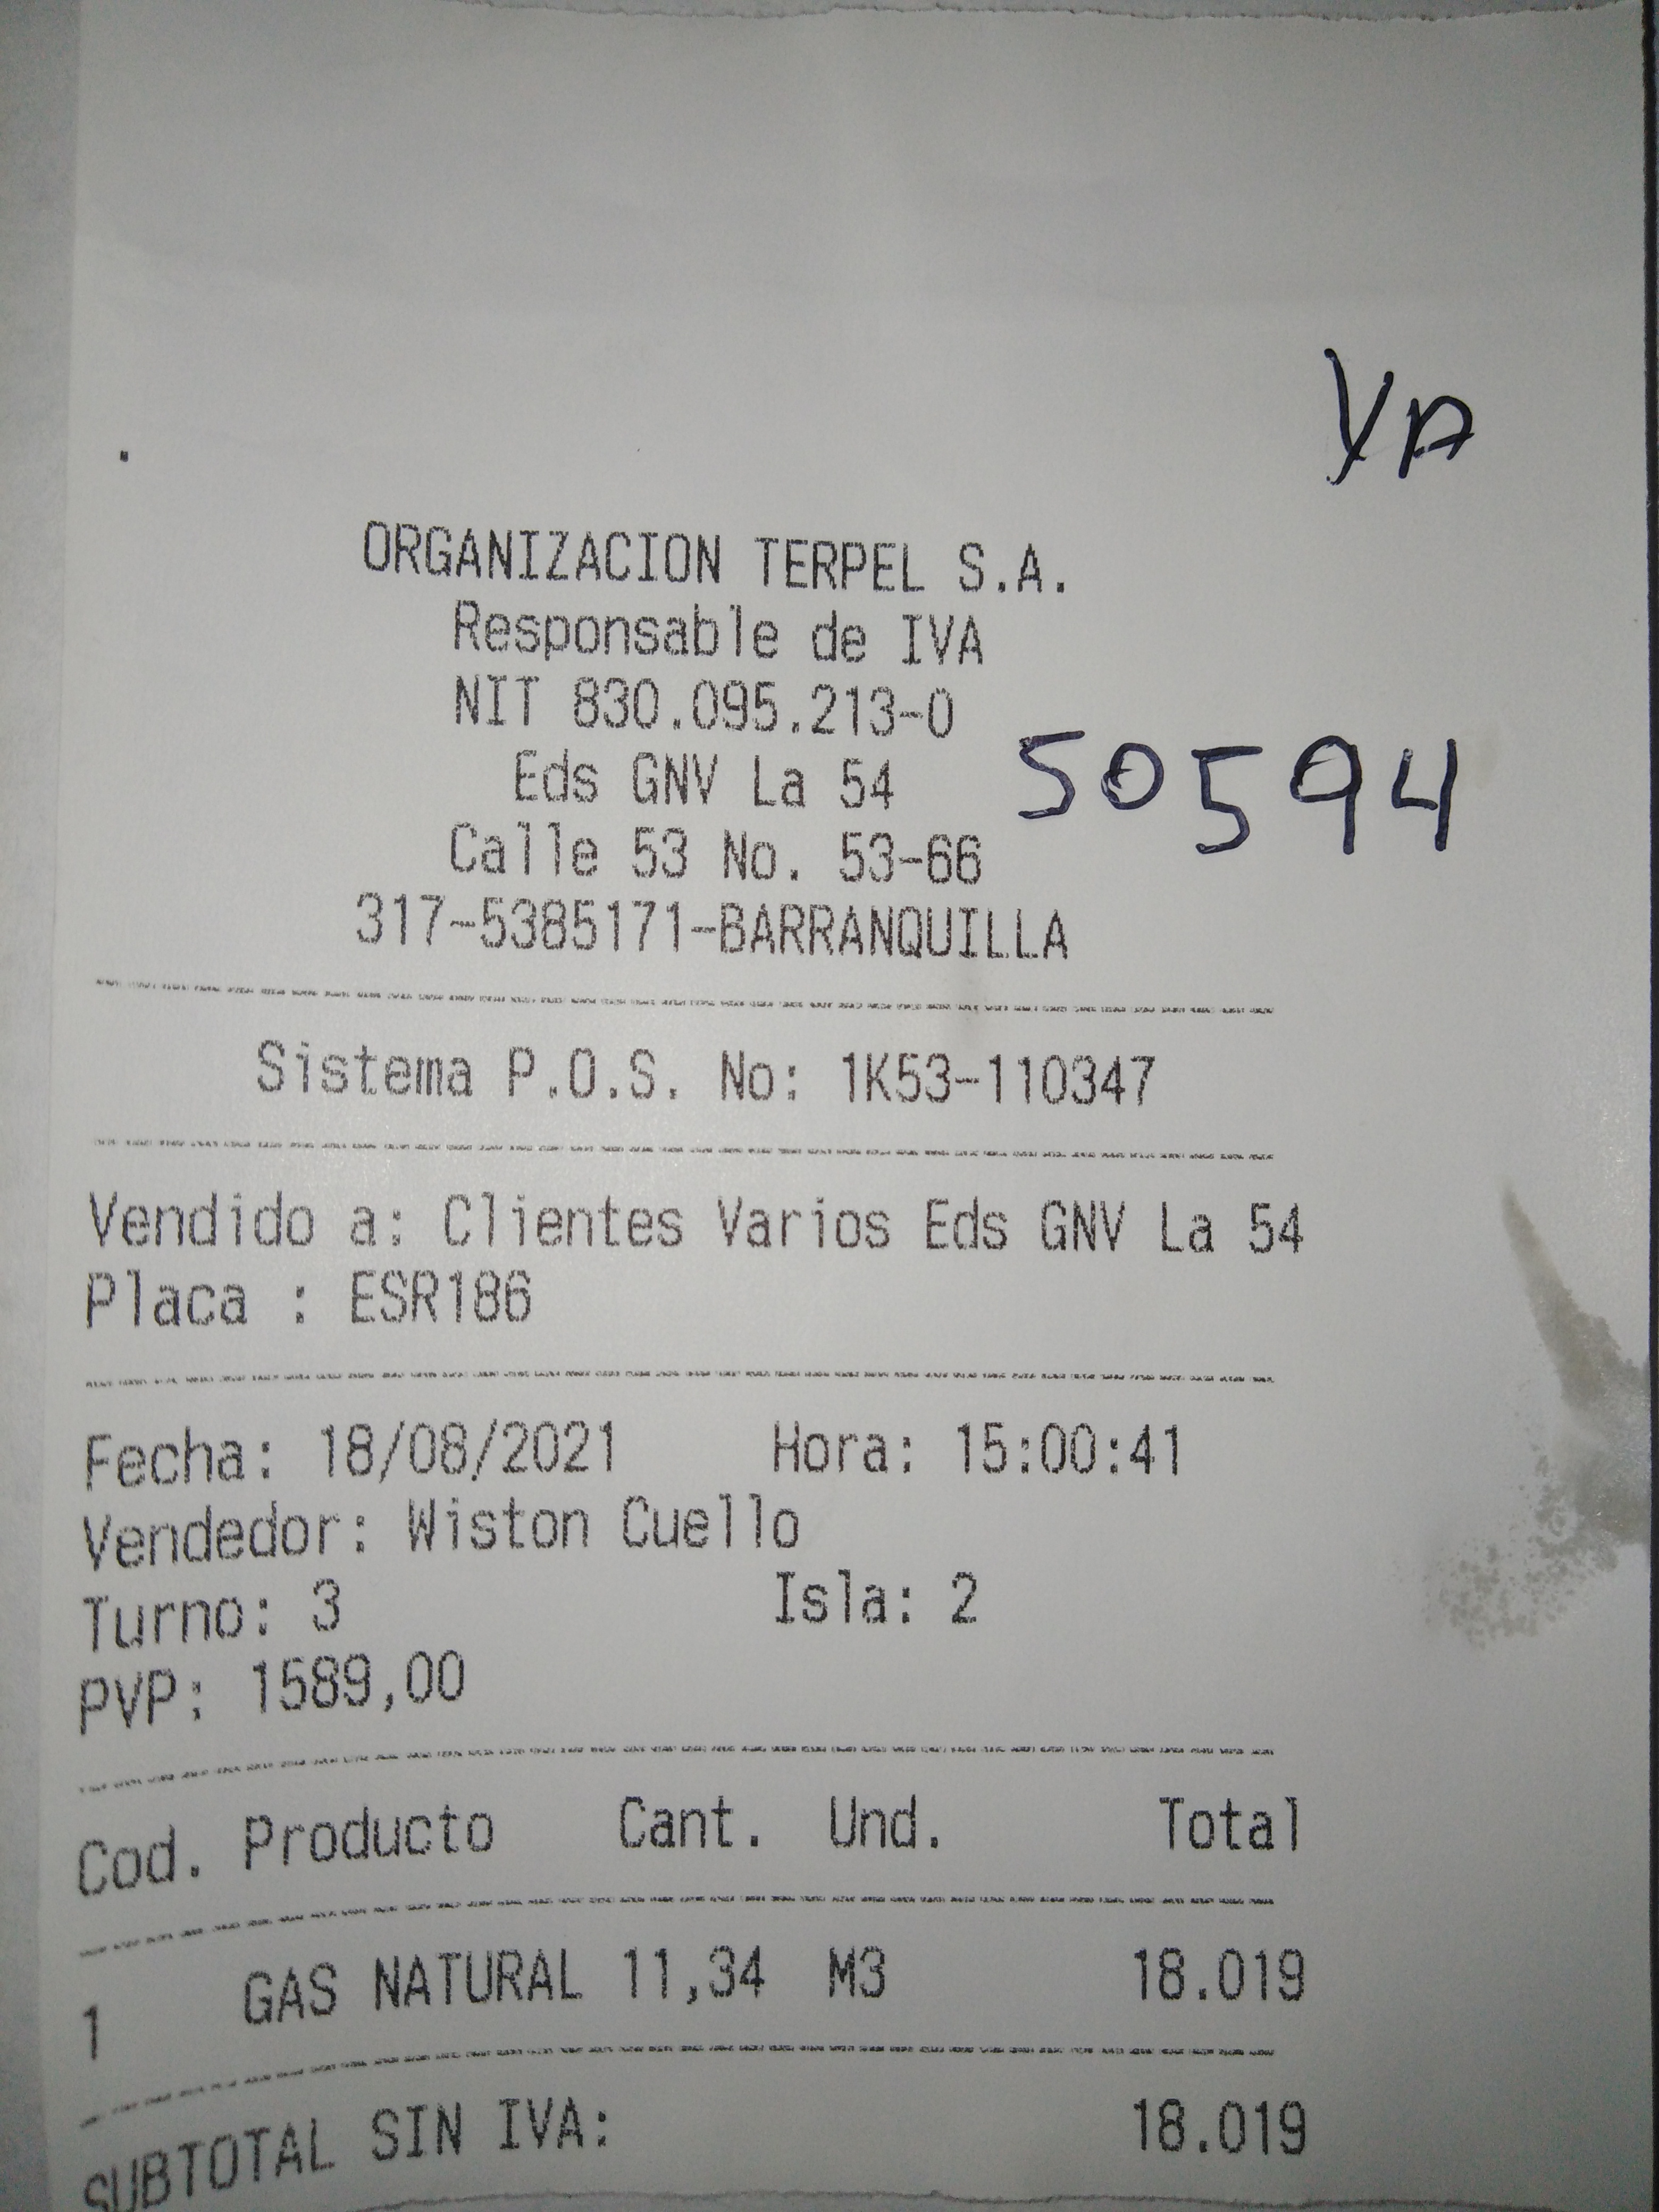 YA
ORGANIZACION TERPEL S.A.
Responsable de IVA
NIT 830.095.213-0
Eds GNV La 54
50594
Calle 53 No. 53-66
317-5385171-BARRANQUILLA
Sistema P.O.S. No: 1K53-110347
Vendido a: Clientes Varios Eds GNV La 54
Placa : ESR186
Fecha: 18/08/2021 Hora: 15:00:41
Vendedor: Wiston Cuello
Turno: 3 Isla: 2
PVP: 1589,00
Cod. Producto Cant. Und. Total
1 GAS NATURAL 11,34 M3 18.019
SUBTOTAL SIN IVA: 18.019